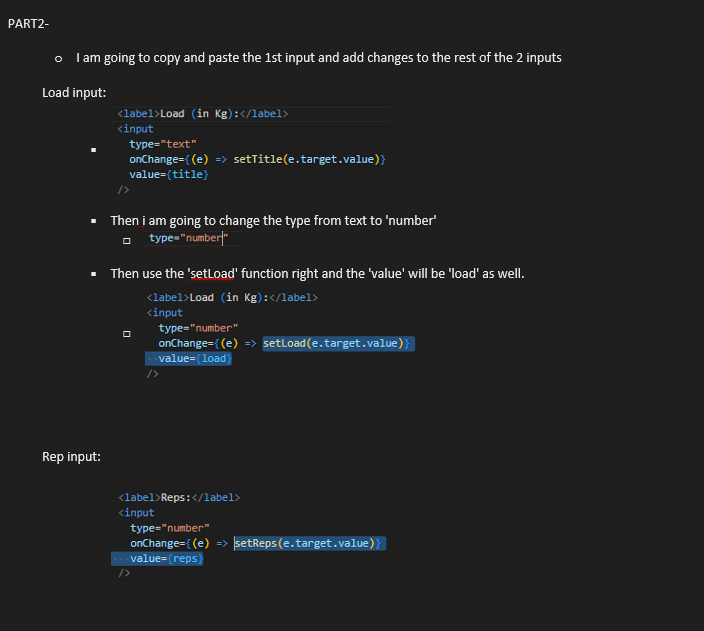 PART2-
I am going to copy and paste the 1st input and add changes to the rest of the 2 inputs
Load input:
<label>Load (in Kg):</label>
<input
type="text"
onChange={(e) => setTitle(e.target.value)}
value={title}
/>
Then i am going to change the type from text to 'number'
type="number"
Then use the 'setLoad' function right and the 'value' will be 'load' as well.
<label>Load (in Kg):</label>
<input
type="number"
onChange={(e) => setLoad(e.target.value)}
value={load}
/>
Rep input:
<label>Reps:</label>
<input
type="number"
onChange={(e) => setReps(e.target.value)}
value={reps}
/>